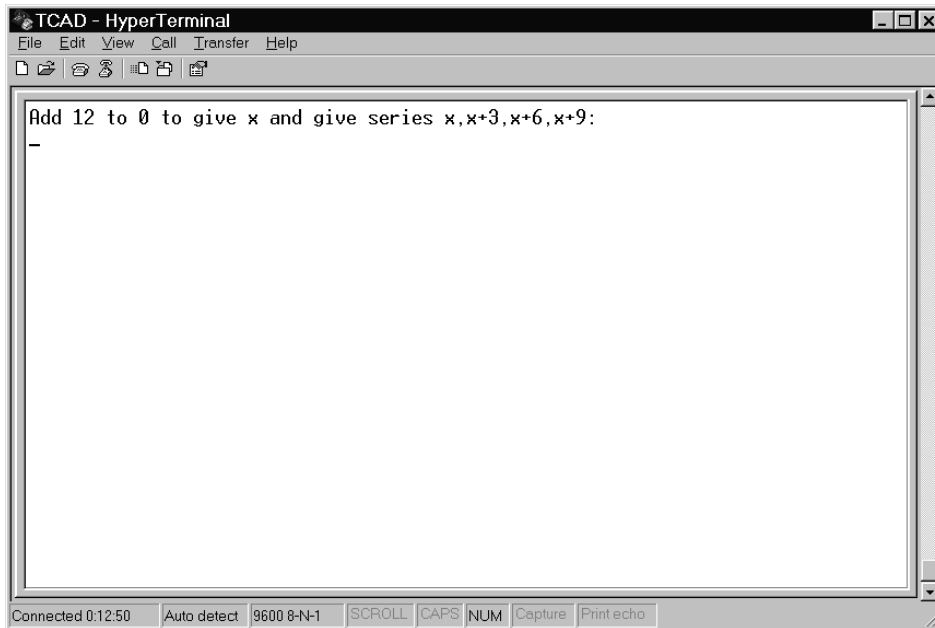 TCAD - HyperTerminal
File Edit View Call Transfer Help
Add 12 to 0 to give x and give series x,x+3,x+6,x+9:
Connected 0:12:50 Auto detect 9600 8-N-1 SCROLL CAPS NUM Capture Print echo